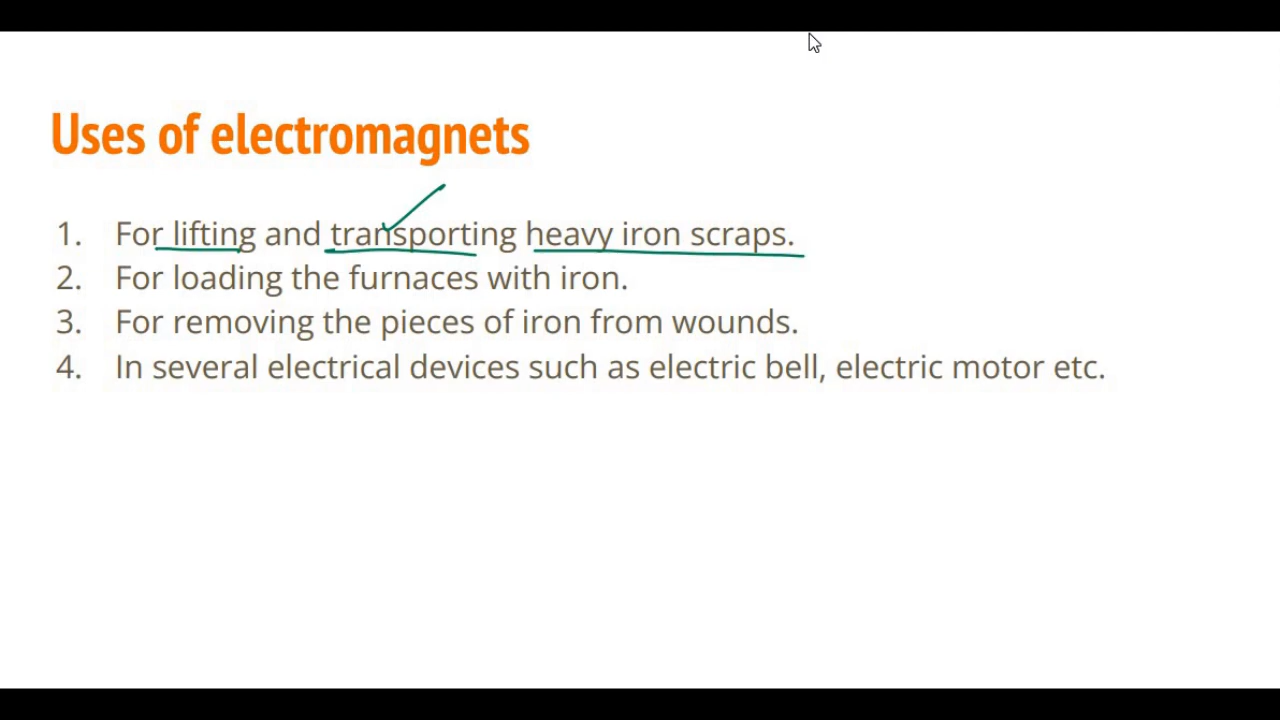 Uses of electromagnets
1. For lifting and transporting heavy iron scraps.
2. For loading the furnaces with iron.
3. For removing the pieces of iron from wounds.
4. In several electrical devices such as electric bell, electric motor etc.